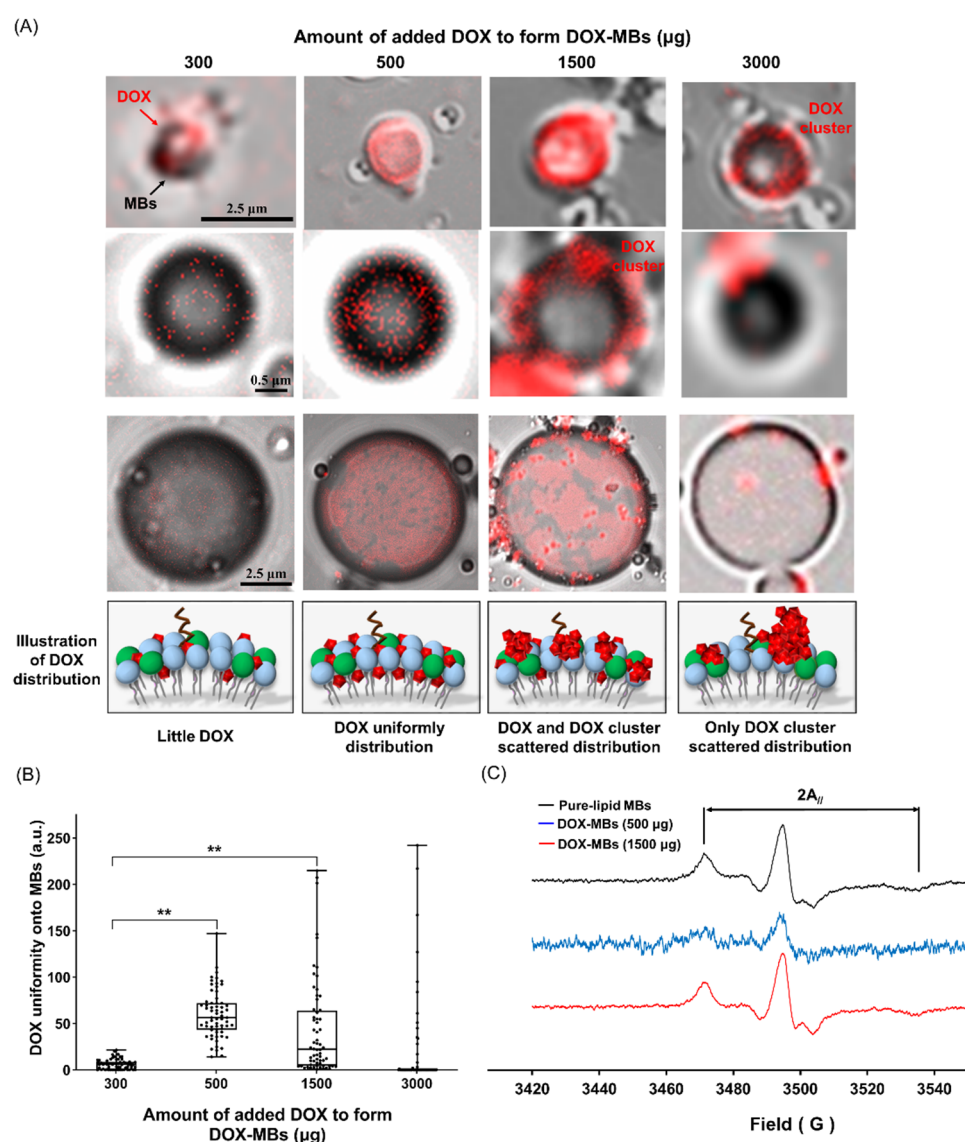 (A)
Amount of added DOX to form DOX-MBs (μg)
300 500 1500 3000
DOX
MBs
2.5 μm
DOX
cluster
0.5 μm
DOX
cluster
2.5 μm
Illustration
of DOX
distribution
Little DOX
DOX uniformly
distribution
DOX and DOX cluster
scattered distribution
Only DOX cluster
scattered distribution
(B)
DOX uniformity onto MBs (a.u.)
250
200
150
100
50
0
**
**
300 500 1500 3000
Amount of added DOX to form
DOX-MBs (μg)
(C)
Pure-lipid MBs
DOX-MBs (500 μg)
DOX-MBs (1500 μg)
2A//
3420 3440 3460 3480 3500 3520 3540
Field ( G )